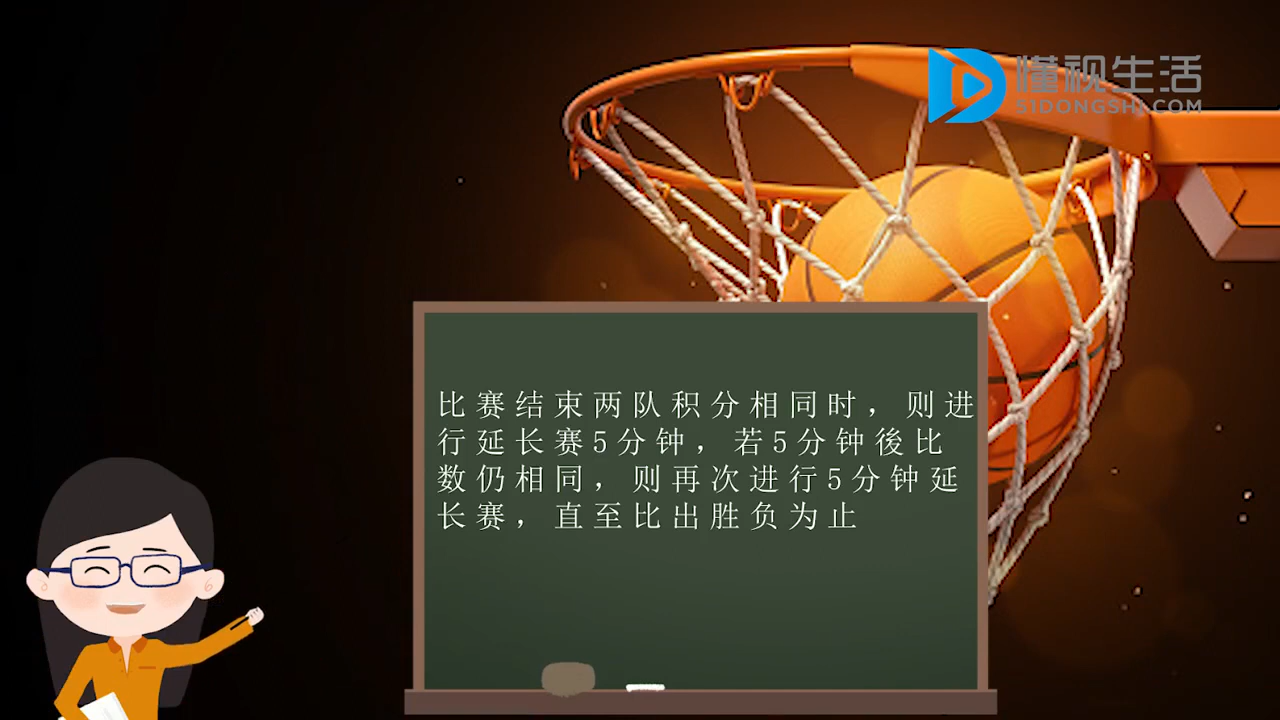 懂视生活
51DONGSHI.COM
比赛结束两队积分相同时，则进
行延长赛5分钟，若5分钟後比
数仍相同，则再次进行5分钟延
长赛，直至比出胜负为止